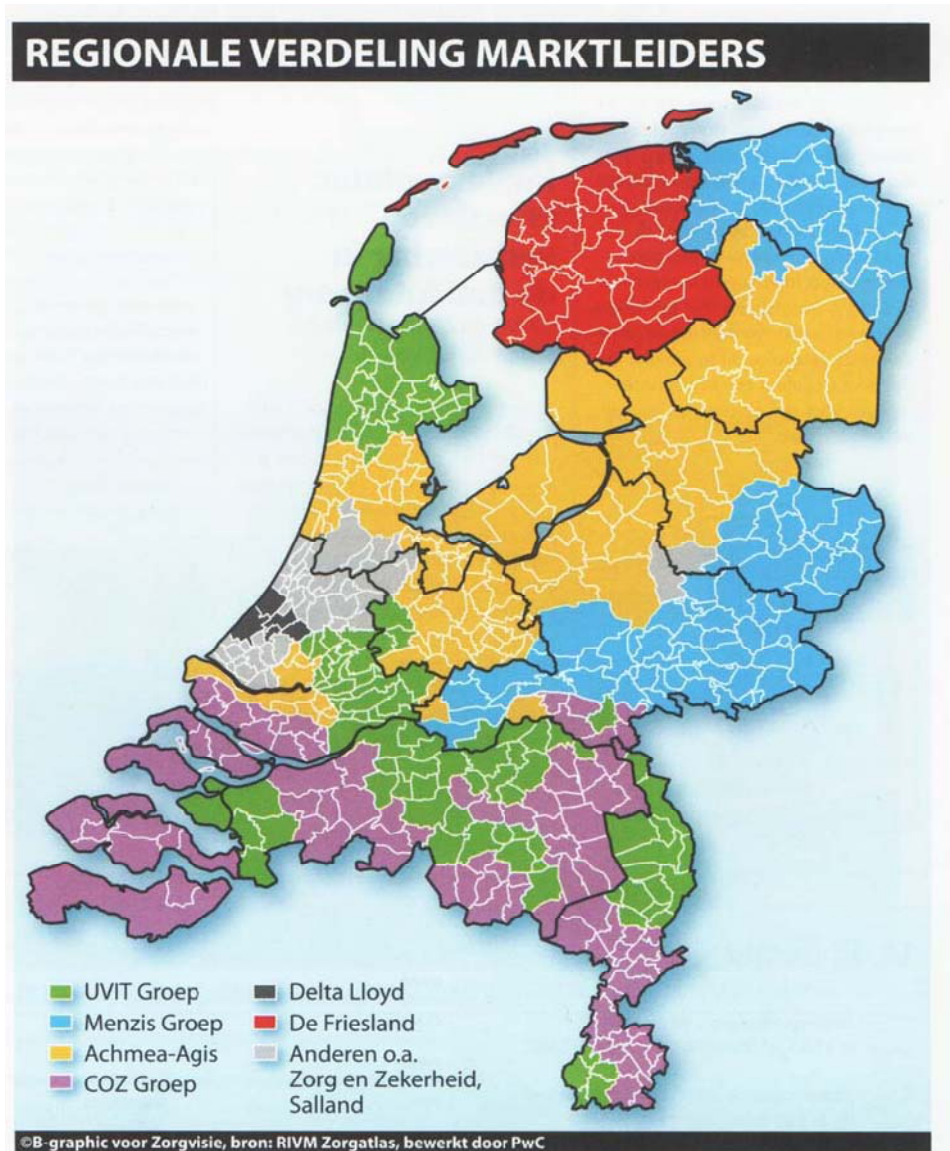 REGIONALE VERDELING MARKTLEIDERS
UVIT Groep
Menzis Groep
Achmea-Agis
COZ Groep
Delta Lloyd
De Friesland
Anderen o.a.
Zorg en Zekerheid,
Salland
©B-graphic voor Zorgvisie, bron: RIVM Zorgatlas, bewerkt door PwC